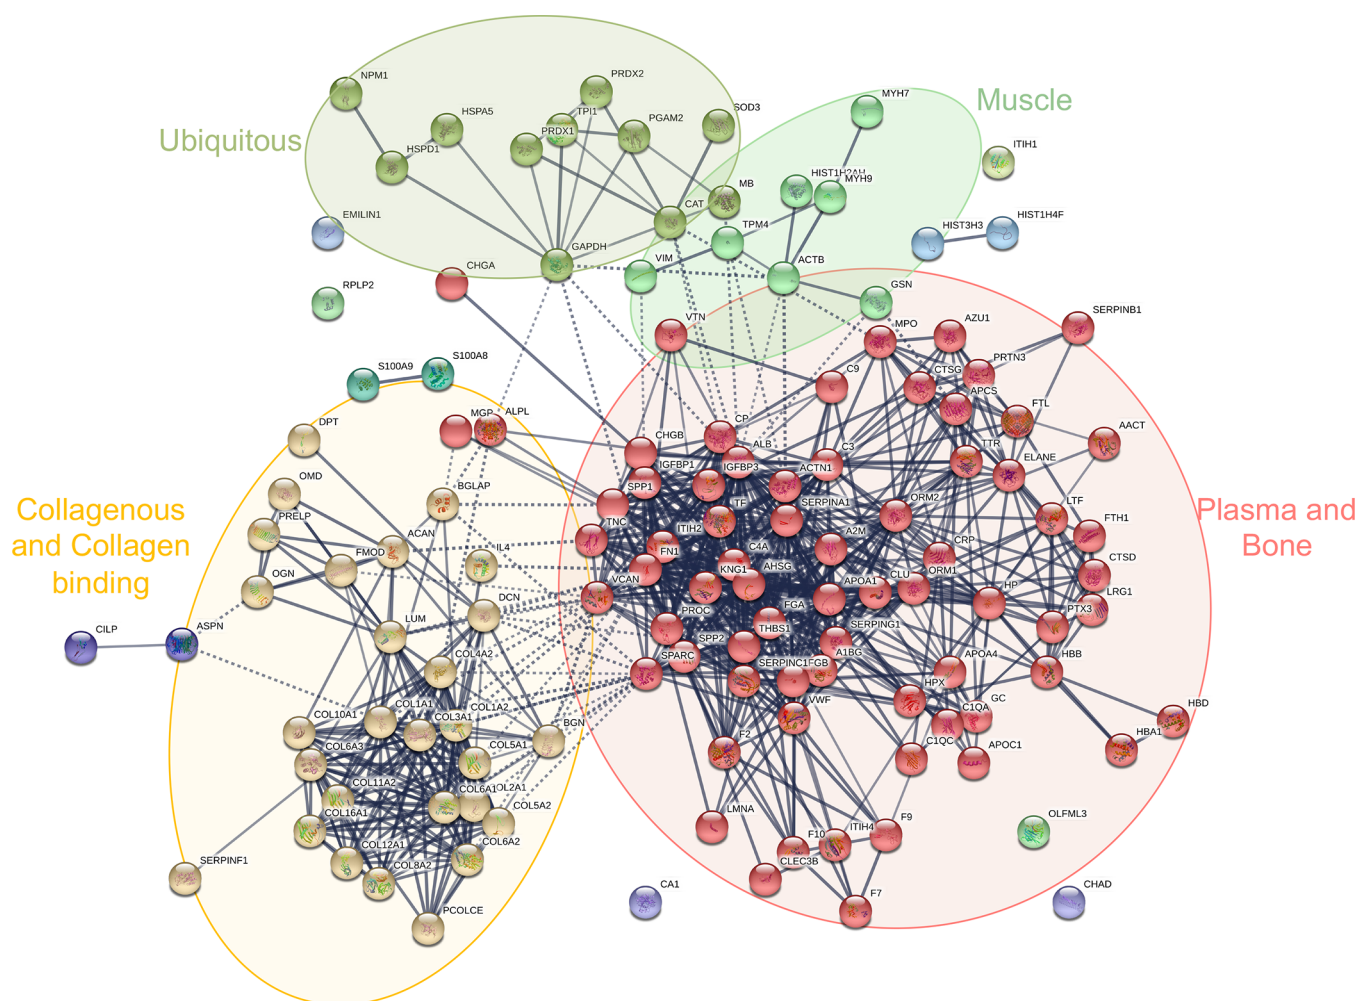 NPM1
PRDX2
HSPA5
TPI1
PRDX1
PGAM2
SOD3
MYH7
Muscle
Ubiquitous
HSPD1
ITIH1
HIST1H2AH
MYH9
MB
CAT
TPM4
EMILIN1
HIST3H3
HIST1H4F
GAPDH
VIM
ACTB
CHGA
RPLP2
GSN
VTN
MPO
AZU1
SERPINB1
S100A9
S100A8
C9
CTSG
PRTN3
APCS
FTL
DPT
MGP
ALPL
CHGB
CP
ALB
C3
TTR
ELANE
AACT
IGFBP1
IGFBP3
ACTN1
OMD
BGLAP
SPP1
TF
SERPINA1
ORM2
LTF
FTH1
Collagenous
and Collagen
binding
Plasma and
Bone
PRELP
ACAN
TNC
ITIH2
A2M
FMOD
IL4
FN1
C4A
CRP
CTSD
OGN
VCAN
KNG1
AHSG
APOA1
CLU
ORM1
HP
LRG1
DCN
PROC
FGA
PTX3
CILP
ASPN
LUM
SPP2
THBS1
SERPING1
SPARC
A1BG
APOA4
HBB
COL4A2
SERPINC1
FGB
COL1A1
COL1A2
COL10A1
COL3A1
BGN
VWF
HPX
GC
C1QA
HBD
COL6A3
COL5A1
F2
C1QC
APOC1
HBA1
COL11A2
COL6A1
COL5A2
COL16A1
LMNA
F9
OLFML3
COL12A1
COL6A2
F10
ITIH4
COL8A2
CLEC3B
SERPINF1
CA1
F7
CHAD
PCOLCE